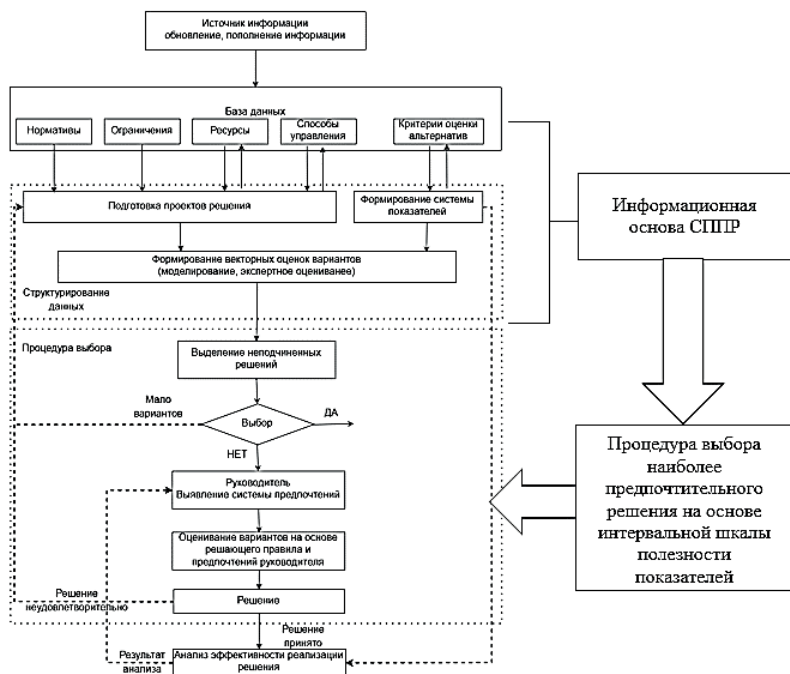 Источник информации
обновление, пополнение информации
База данных
Нормативы
Ограничения
Ресурсы
Способы
управления
Критерии оценки
альтернатив
Подготовка проектов решения
Формирование системы
показателей
Формирование векторных оценок вариантов
(моделирование, экспертное оцениванее)
Структурирование
данных
Информационная
основа СППР
Процедура выбора
Выделение неподчиненных
решений
Мало
вариантов
Выбор
ДА
НЕТ
Руководитель
Выявление системы предпочтений
Оценивание вариантов на основе
решающего правила и
предпочтений руководителя
Решение
неудовлетворительно
Решение
Решение
принято
Результат
анализа
Анализ эффективности реализации
решения
Процедура выбора
наиболее
предпочтительного
решения на основе
интервальной шкалы
полезности
показателей